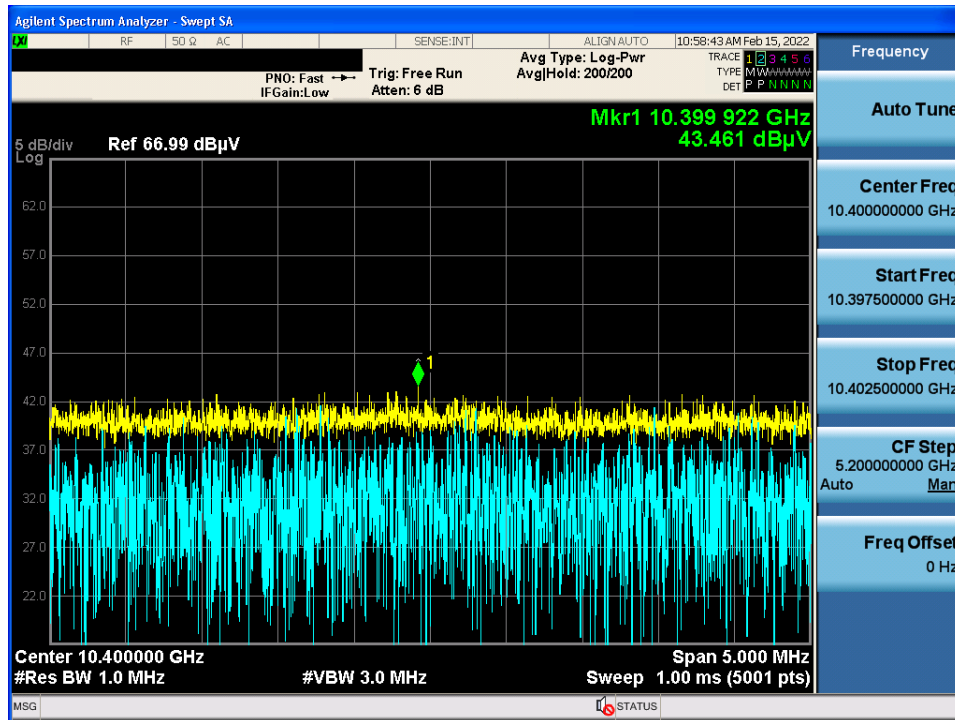 Agilent Spectrum Analyzer - Swept SA
LXI RF 50 Ω AC SENSE:INT ALIGN AUTO 10:58:43 AM Feb 15, 2022
PNO: Fast Trig: Free Run Avg Type: Log-Pwr TRACE 1 2 3 4 5 6
IFGain:Low Atten: 6 dB Avg|Hold: 200/200 TYPE M W
DET P P N N N N
Mkr1 10.399 922 GHz
43.461 dBµV
5 dB/div Ref 66.99 dBµV
Log
62.0
57.0
52.0
47.0
42.0
37.0
32.0
27.0
22.0
1
Center 10.400000 GHz Span 5.000 MHz
#Res BW 1.0 MHz #VBW 3.0 MHz Sweep 1.00 ms (5001 pts)
MSG STATUS
Frequency
Auto Tune
Center Freq
10.400000000 GHz
Start Freq
10.397500000 GHz
Stop Freq
10.402500000 GHz
CF Step
5.200000000 GHz
Auto Man
Freq Offset
0 Hz